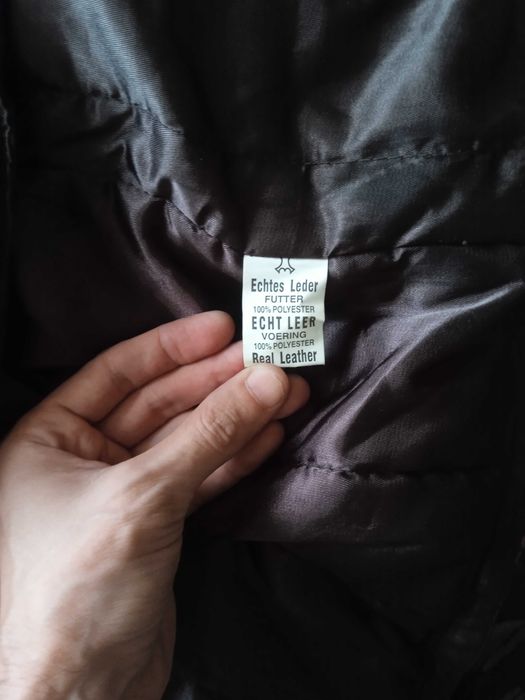 Echtes Leder
FUTTER
100% POLYESTER
ECHT LEER
VOERING
100% POLYESTER
Real Leather